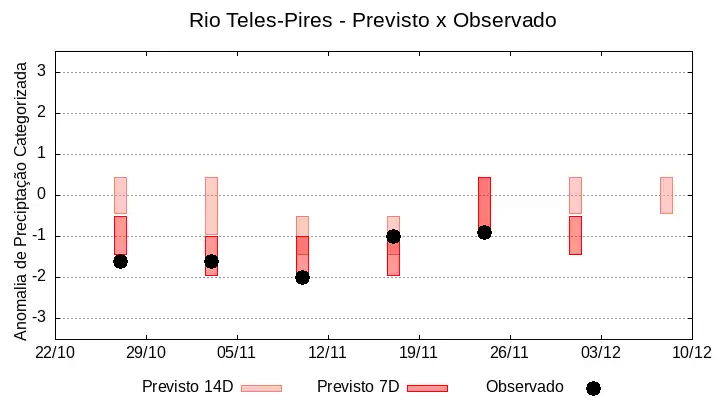 Rio Teles-Pires - Previsto x Observado
Anomalia de Precipitação Categorizada
3
2
1
0
-1
-2
-3
22/10 29/10 05/11 12/11 19/11 26/11 03/12 10/12
Previsto 14D Previsto 7D Observado